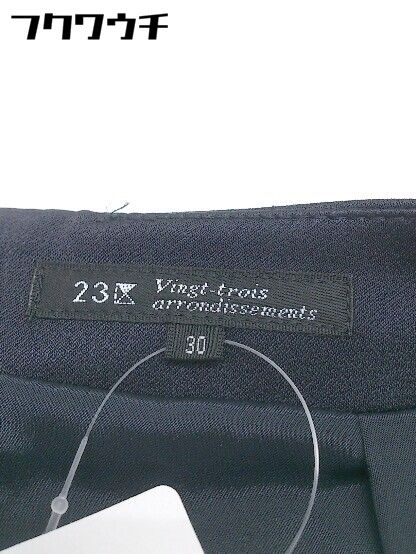 フクワウチ
23区 Vingt-trois
arrondissements
30